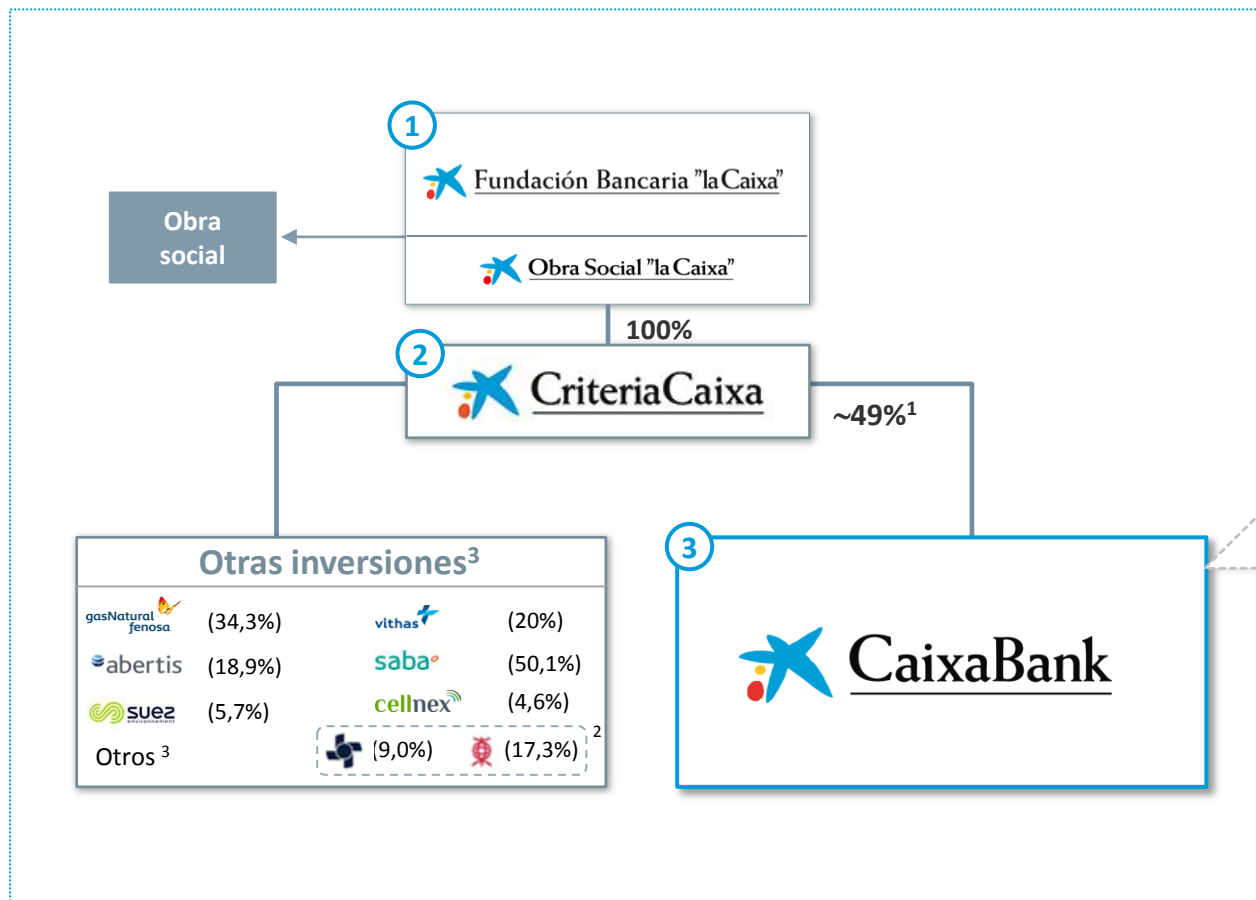 1
Fundación Bancaria "la Caixa"
Obra
social
Obra Social "la Caixa"
100%
2
CriteriaCaixa
~49%1
Otras inversiones3
gasNatural
fenosa
(34,3%)
vithas
(20%)
abertis
(18,9%)
saba
(50,1%)
suez
environnement
(5,7%)
cellnex
(4,6%)
Otros 3
(9,0%)
(17,3%)
2
3
CaixaBank